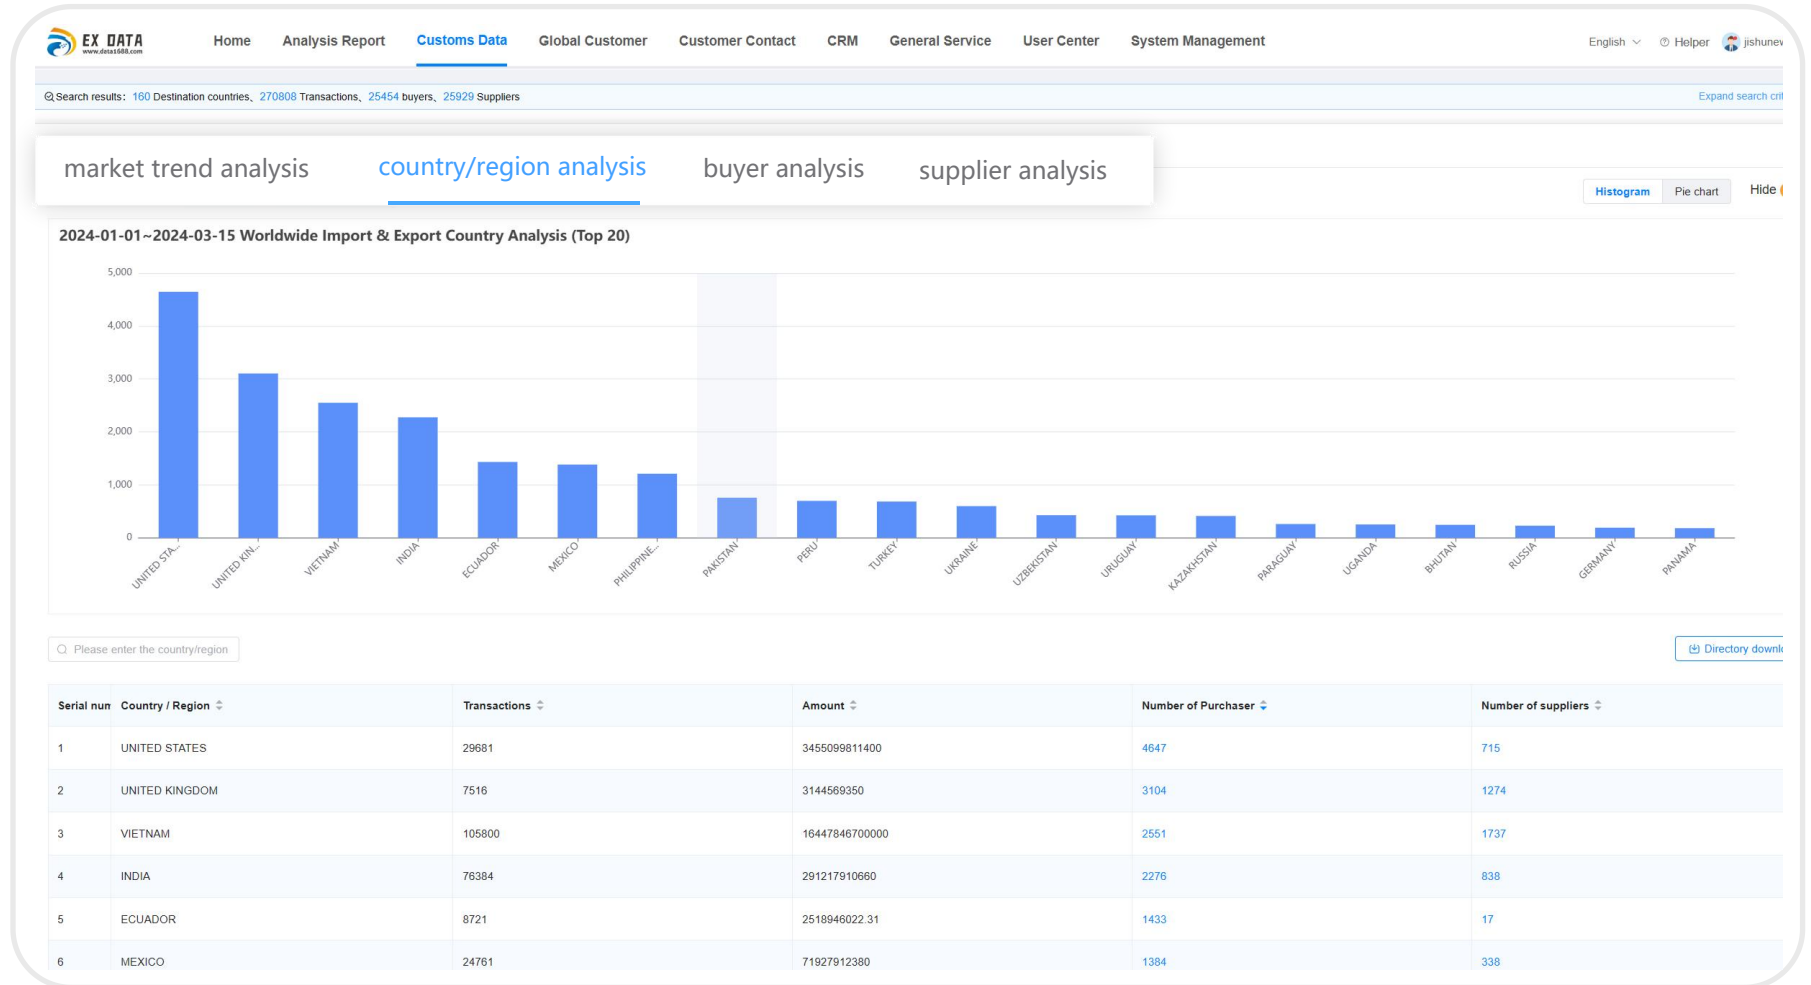 EX DATA
www.data1688.com
Home Analysis Report Customs Data Global Customer Customer Contact CRM General Service User Center System Management
English Helper jishunew
Search results: 160 Destination countries、270808 Transactions、25454 buyers、25929 Suppliers
Expand search crit
market trend analysis country/region analysis buyer analysis supplier analysis
Histogram Pie chart Hide
2024-01-01~2024-03-15 Worldwide Import & Export Country Analysis (Top 20)
5,000
4,000
3,000
2,000
1,000
0
UNITED STA... UNITED KIN... VIETNAM INDIA ECUADOR MEXICO PHILIPPINE... PAKISTAN PERU TURKEY UKRAINE UZBEKISTAN URUGUAY KAZAKHSTAN PARAGUAY UGANDA BHUTAN RUSSIA GERMANY PANAMA
Please enter the country/region
Directory downlo
Serial num Country / Region Transactions Amount Number of Purchaser Number of suppliers
1 UNITED STATES 29681 3455099811400 4647 715
2 UNITED KINGDOM 7516 3144569350 3104 1274
3 VIETNAM 105800 16447846700000 2551 1737
4 INDIA 76384 291217910660 2276 838
5 ECUADOR 8721 2518946022.31 1433 17
6 MEXICO 24761 71927912380 1384 338